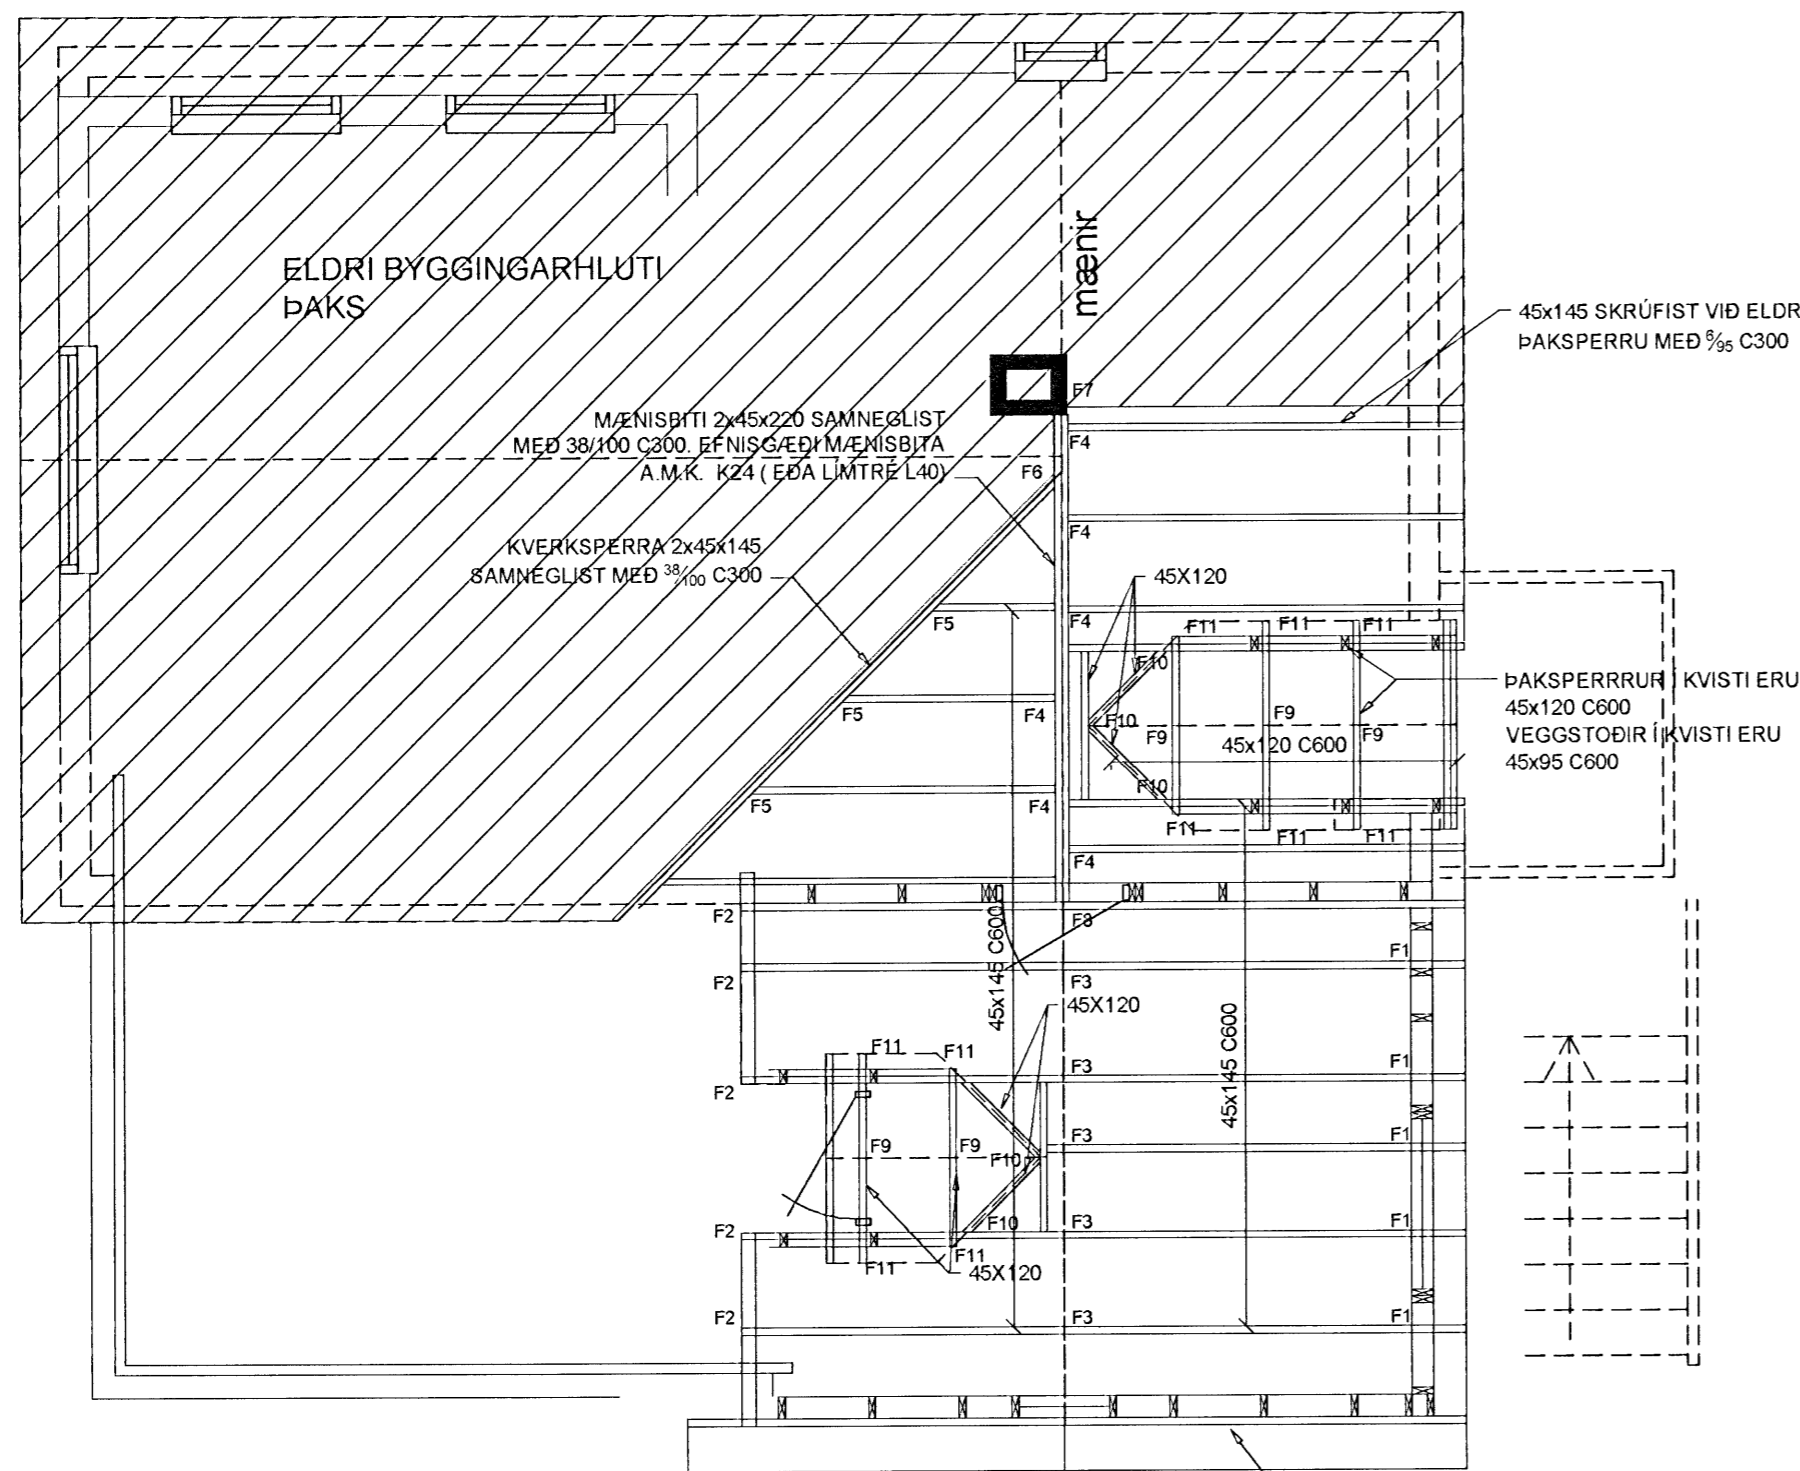 ELDRI BYGGINGARHLUTI
ÞAKS
mænir
45x145 SKRÚFIST VIÐ ELDR
ÞAKSPERRU MEÐ 6/95 C300
F7
MÆNISBITI 2x45x220 SAMNEGLIST
MEÐ 38/100 C300. EFNISGÆÐI MÆNISBITA
A.M.K. K24 ( EÐA LÍMTRÉ L40)
F4
F6
F4
KVERKSPERRA 2x45x145
SAMNEGLIST MEÐ 38/100 C300
45X120
F5
F4
F11
F11
F11
F10
ÞAKSPERRRUR Í KVISTI ERU
45x120 C600
VEGGSTOÐIR Í KVISTI ERU
45x95 C600
F5
F4
F10
F9
F9
45x120 C600
F9
F5
F4
F10
F11
F11
F11
F4
F2
F3
45x145 C600
F1
F2
F3
45X120
45x145 C600
F11
F11
F3
F1
F2
F9
F9
F10
F3
F1
F2
F10
F3
F1
F11
F11
45X120
F2
F3
F1